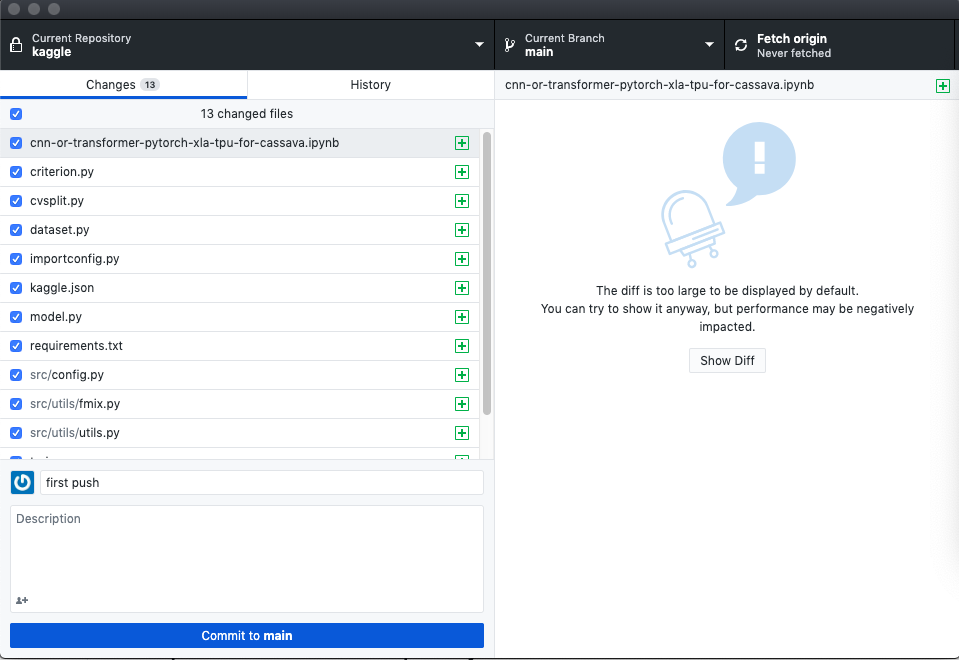 Current Repository
kaggle
Current Branch
main
Fetch origin
Never fetched
Changes 13
History
cnn-or-transformer-pytorch-xla-tpu-for-cassava.ipynb
13 changed files
cnn-or-transformer-pytorch-xla-tpu-for-cassava.ipynb
criterion.py
cvsplit.py
dataset.py
importconfig.py
kaggle.json
model.py
requirements.txt
src/config.py
src/utils/fmix.py
src/utils/utils.py
first push
Description
Commit to main
The diff is too large to be displayed by default.
You can try to show it anyway, but performance may be negatively
impacted.
Show Diff